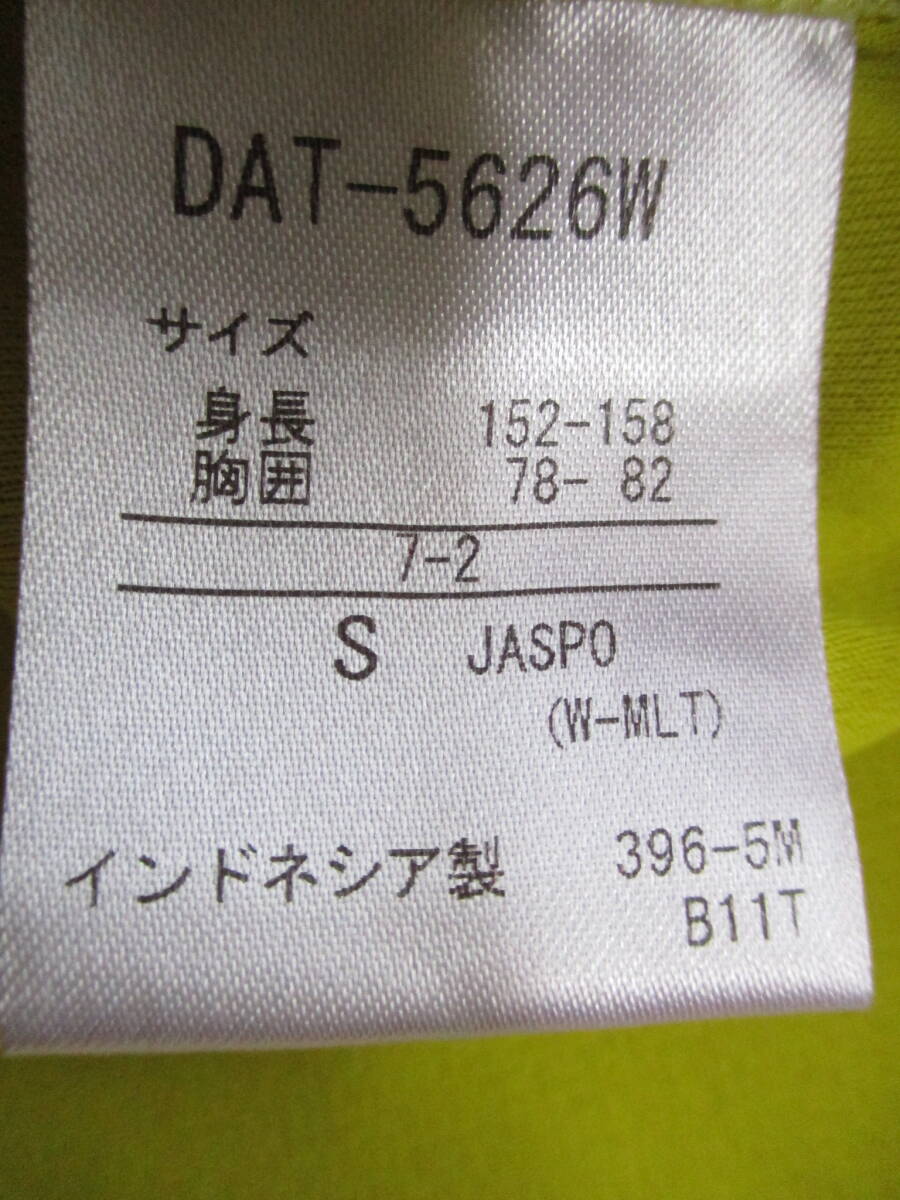 DAT-5626W
サイズ
身長 152-158
胸囲 78- 82
7-2
S JASPO
(W-MLT)
インドネシア製 396-5M
B11T